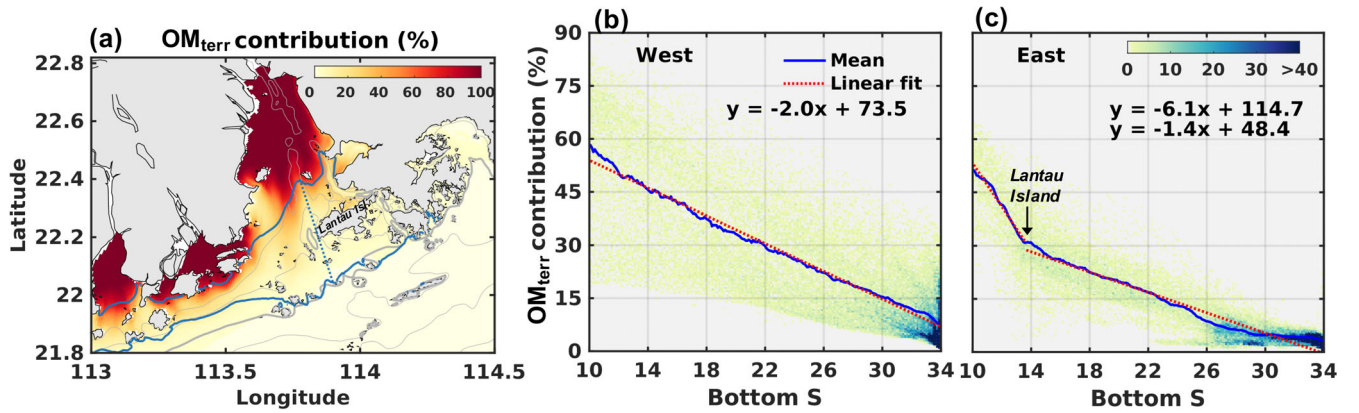 (a)
OMterr contribution (%)
0 20 40 60 80 100
Lantau Isl.
22.8
22.6
22.4
22.2
22
21.8
Latitude
113 113.5 114 114.5
Longitude
(b)
West
Mean
Linear fit
y = -2.0x + 73.5
90
75
60
45
30
15
0
OMterr contribution (%)
10 14 18 22 26 30 34
Bottom S
(c)
East
0 10 20 30 >40
y = -6.1x + 114.7
y = -1.4x + 48.4
Lantau
Island
10 14 18 22 26 30 34
Bottom S